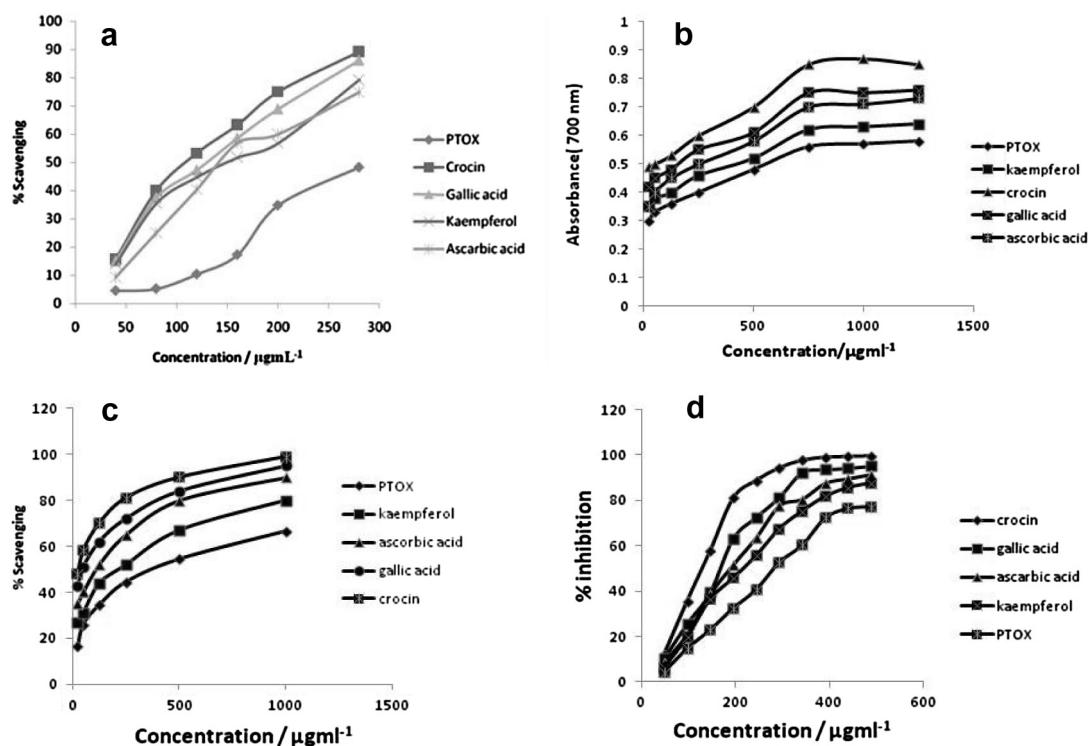 a
100
90
80
70
60
50
40
30
20
10
0
% Scavenging
0 50 100 150 200 250 300
Concentration / µgmL-1
PTOX
Crocin
Gallic acid
Kaempferol
Ascarbic acid
b
1
0.9
0.8
0.7
0.6
0.5
0.4
0.3
0.2
0.1
0
Absorbance( 700 nm)
0 500 1000 1500
Concentration/µgml-1
PTOX
kaempferol
crocin
gallic acid
ascorbic acid
c
120
100
80
60
40
20
0
% Scavenging
0 500 1000 1500
Concentration / µgml-1
PTOX
kaempferol
ascorbic acid
gallic acid
crocin
d
120
100
80
60
40
20
0
% inhibition
0 200 400 600
Concentration / µgml-1
crocin
gallic acid
ascarbic acid
kaempferol
PTOX